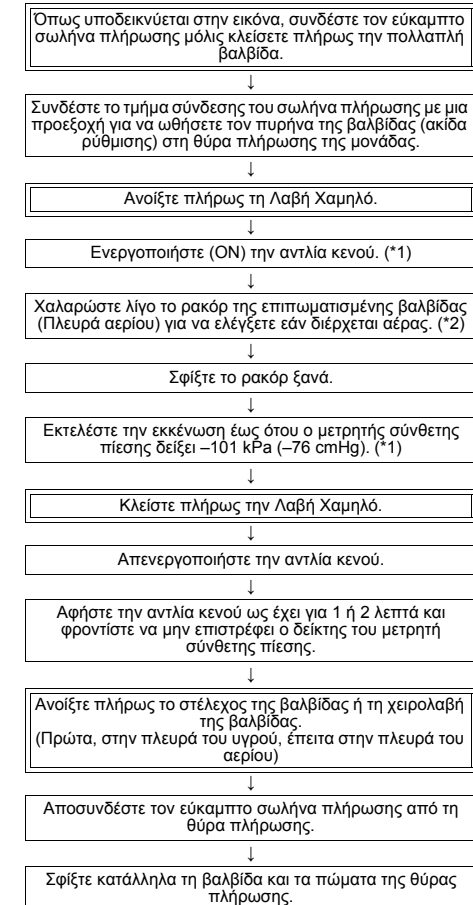 Όπως υποδεικνύεται στην εικόνα, συνδέστε τον εύκαμπτο
σωλήνα πλήρωσης μόλις κλείσετε πλήρως την πολλαπλή
βαλβίδα.
↓
Συνδέστε το τμήμα σύνδεσης του σωλήνα πλήρωσης με μια
προεξοχή για να ωθήσετε τον πυρήνα της βαλβίδας (ακίδα
ρύθμισης) στη θύρα πλήρωσης της μονάδας.
↓
Ανοίξτε πλήρως τη Λαβή Χαμηλό.
↓
Ενεργοποιήστε (ON) την αντλία κενού. (*1)
↓
Χαλαρώστε λίγο το ρακόρ της επιπωματισμένης βαλβίδας
(Πλευρά αερίου) για να ελέγξετε εάν διέρχεται αέρας. (*2)
↓
Σφίξτε το ρακόρ ξανά.
↓
Εκτελέστε την εκκένωση έως ότου ο μετρητής σύνθετης
πίεσης δείξει –101 kPa (–76 cmHg). (*1)
↓
Κλείστε πλήρως την Λαβή Χαμηλό.
↓
Απενεργοποιήστε την αντλία κενού.
↓
Αφήστε την αντλία κενού ως έχει για 1 ή 2 λεπτά και
φροντίστε να μην επιστρέφει ο δείκτης του μετρητή
σύνθετης πίεσης.
↓
Ανοίξτε πλήρως το στέλεχος της βαλβίδας ή τη χειρολαβή
της βαλβίδας.
(Πρώτα, στην πλευρά του υγρού, έπειτα στην πλευρά του
αερίου)
↓
Αποσυνδέστε τον εύκαμπτο σωλήνα πλήρωσης από τη
θύρα πλήρωσης.
↓
Σφίξτε κατάλληλα τη βαλβίδα και τα πώματα της θύρας
πλήρωσης.